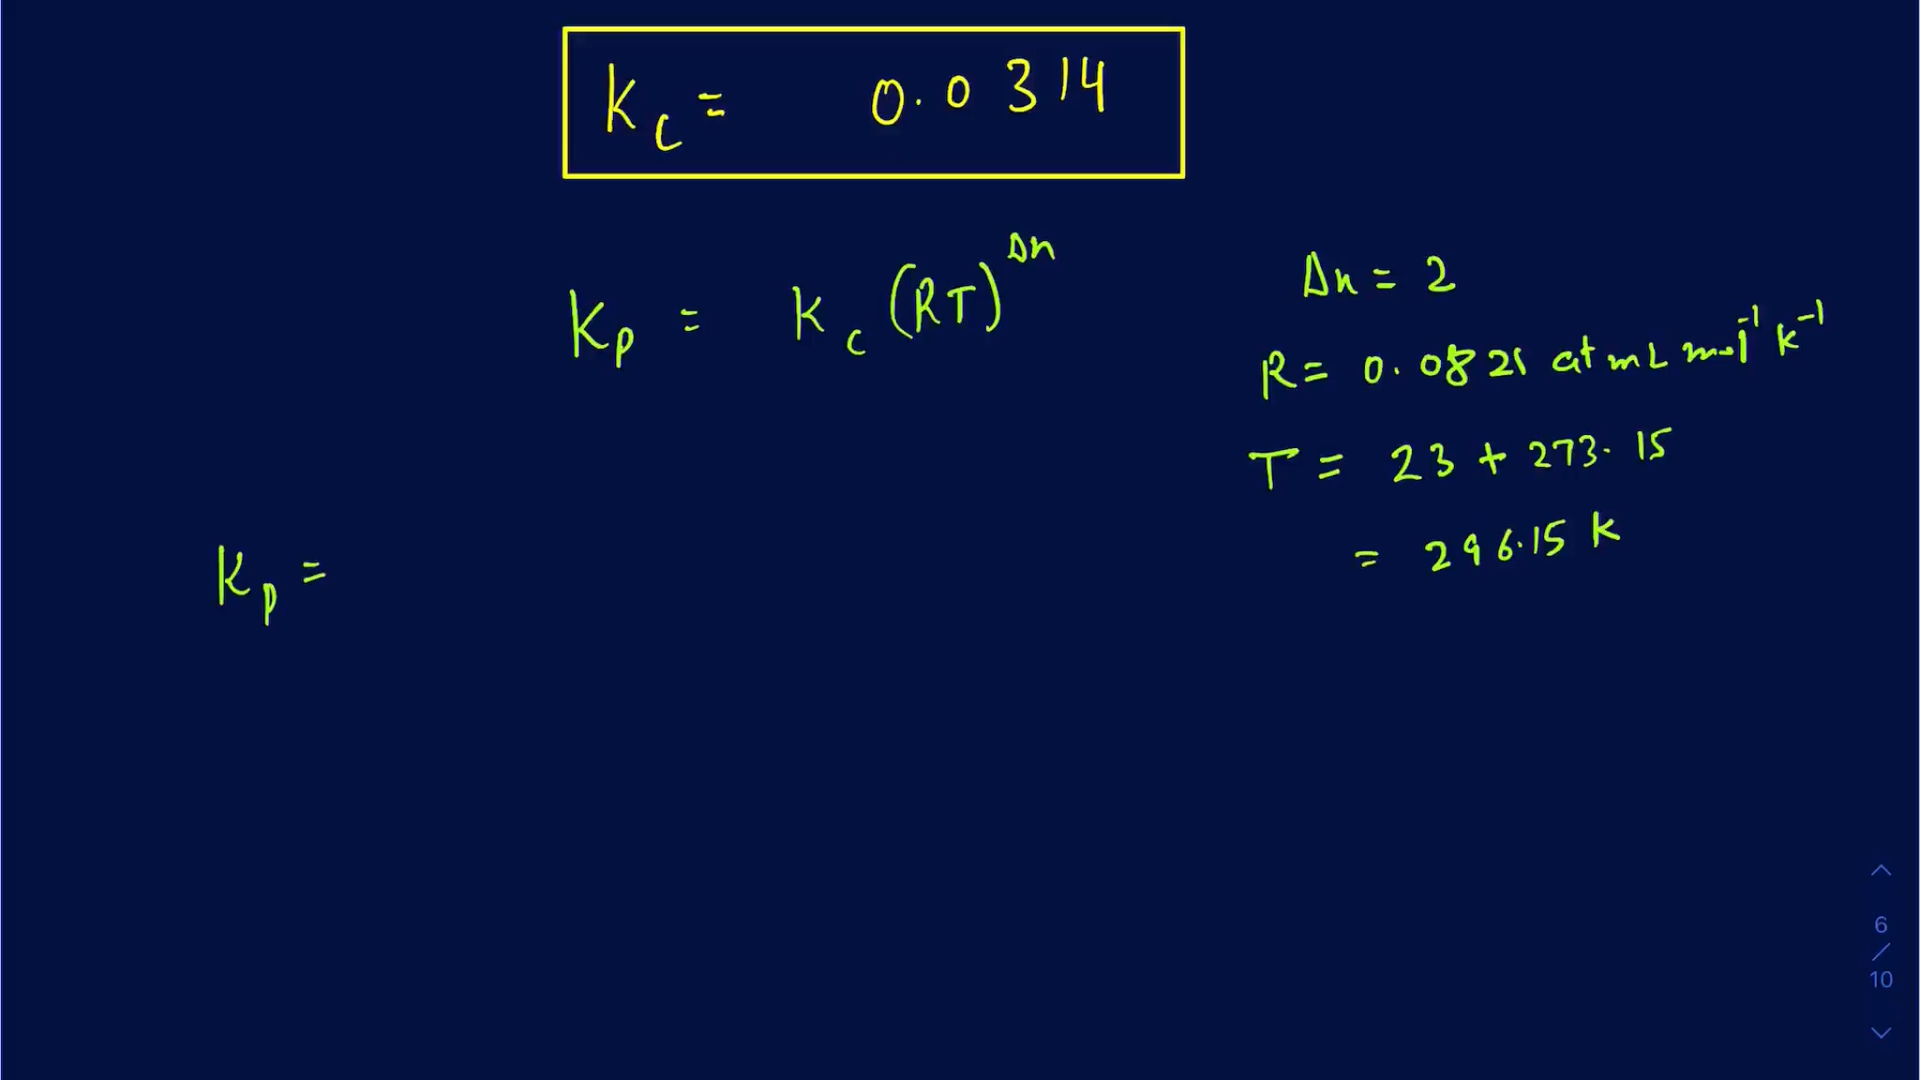 Kc = 0.0314
Kp = Kc (RT)^Δn
Δn = 2
R = 0.0821 atm L mol⁻¹ K⁻¹
T = 23 + 273.15
= 296.15 K
Kp =
6
/
10